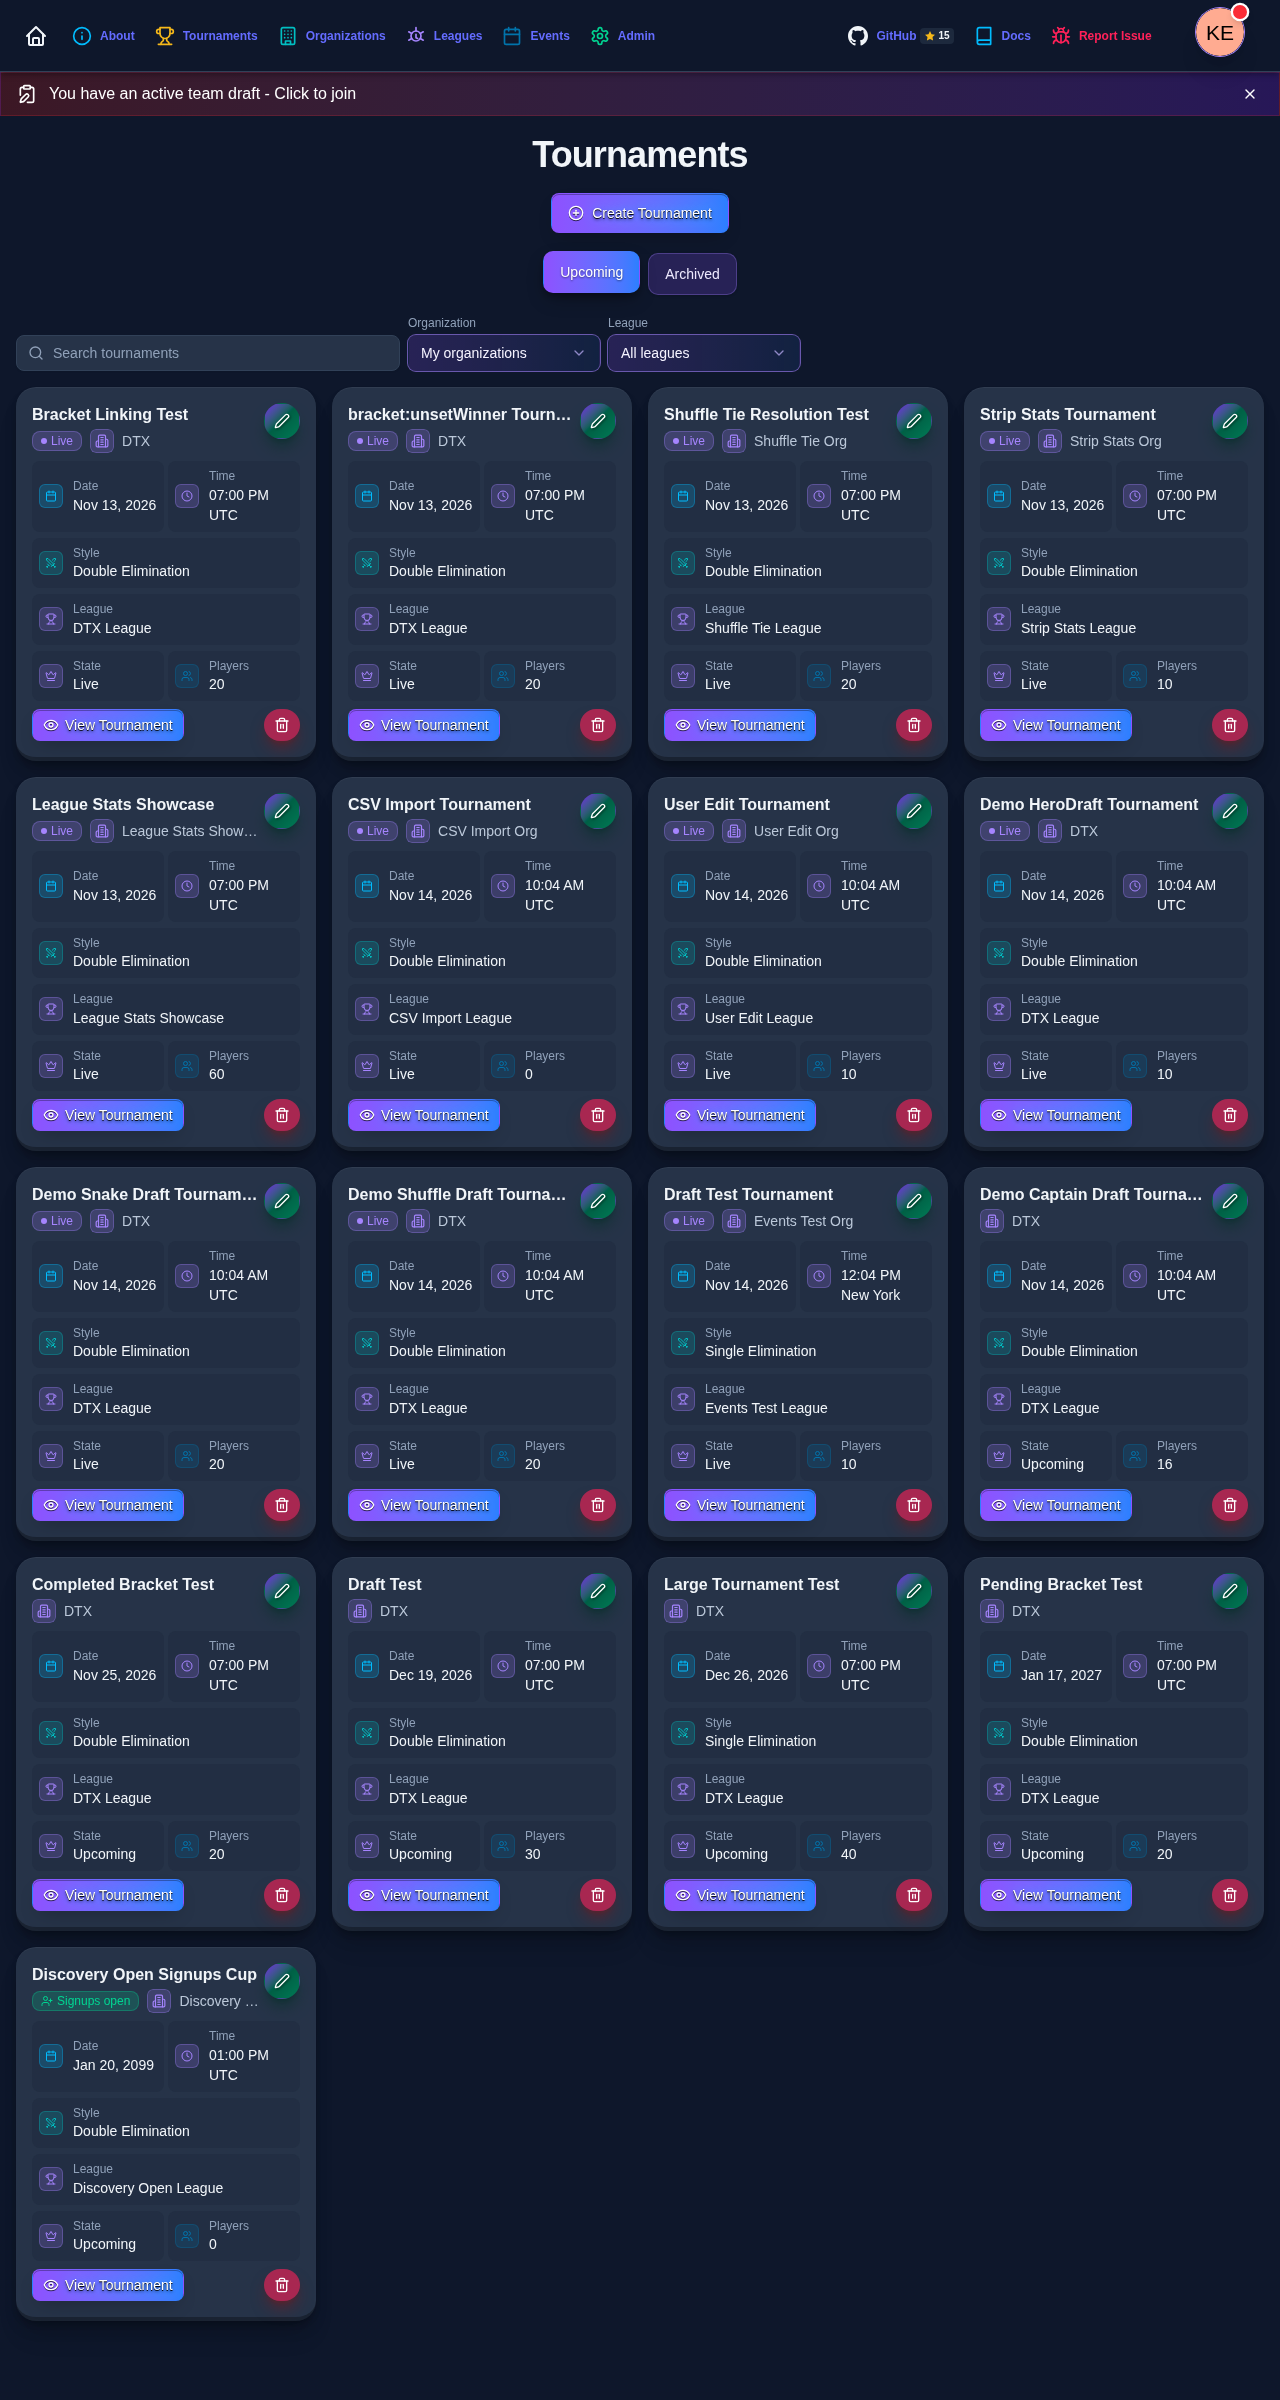 About Tournaments Organizations Leagues Events Admin GitHub 15 Docs Report Issue KE
You have an active team draft - Click to join
Tournaments
Create Tournament
Upcoming Archived
Organization League
Search tournaments My organizations All leagues
Bracket Linking Test
Live DTX
Date
Nov 13, 2026
Time
07:00 PM
UTC
Style
Double Elimination
League
DTX League
State
Live
Players
20
View Tournament
bracket:unsetWinner Tourn…
Live DTX
Date
Nov 13, 2026
Time
07:00 PM
UTC
Style
Double Elimination
League
DTX League
State
Live
Players
20
View Tournament
Shuffle Tie Resolution Test
Live Shuffle Tie Org
Date
Nov 13, 2026
Time
07:00 PM
UTC
Style
Double Elimination
League
Shuffle Tie League
State
Live
Players
20
View Tournament
Strip Stats Tournament
Live Strip Stats Org
Date
Nov 13, 2026
Time
07:00 PM
UTC
Style
Double Elimination
League
Strip Stats League
State
Live
Players
10
View Tournament
League Stats Showcase
Live League Stats Show…
Date
Nov 13, 2026
Time
07:00 PM
UTC
Style
Double Elimination
League
League Stats Showcase
State
Live
Players
60
View Tournament
CSV Import Tournament
Live CSV Import Org
Date
Nov 14, 2026
Time
10:04 AM
UTC
Style
Double Elimination
League
CSV Import League
State
Live
Players
0
View Tournament
User Edit Tournament
Live User Edit Org
Date
Nov 14, 2026
Time
10:04 AM
UTC
Style
Double Elimination
League
User Edit League
State
Live
Players
10
View Tournament
Demo HeroDraft Tournament
Live DTX
Date
Nov 14, 2026
Time
10:04 AM
UTC
Style
Double Elimination
League
DTX League
State
Live
Players
10
View Tournament
Demo Snake Draft Tournam…
Live DTX
Date
Nov 14, 2026
Time
10:04 AM
UTC
Style
Double Elimination
League
DTX League
State
Live
Players
20
View Tournament
Demo Shuffle Draft Tourna…
Live DTX
Date
Nov 14, 2026
Time
10:04 AM
UTC
Style
Double Elimination
League
DTX League
State
Live
Players
20
View Tournament
Draft Test Tournament
Live Events Test Org
Date
Nov 14, 2026
Time
12:04 PM
New York
Style
Single Elimination
League
Events Test League
State
Live
Players
10
View Tournament
Demo Captain Draft Tourna…
DTX
Date
Nov 14, 2026
Time
10:04 AM
UTC
Style
Double Elimination
League
DTX League
State
Upcoming
Players
16
View Tournament
Completed Bracket Test
DTX
Date
Nov 25, 2026
Time
07:00 PM
UTC
Style
Double Elimination
League
DTX League
State
Upcoming
Players
20
View Tournament
Draft Test
DTX
Date
Dec 19, 2026
Time
07:00 PM
UTC
Style
Double Elimination
League
DTX League
State
Upcoming
Players
30
View Tournament
Large Tournament Test
DTX
Date
Dec 26, 2026
Time
07:00 PM
UTC
Style
Single Elimination
League
DTX League
State
Upcoming
Players
40
View Tournament
Pending Bracket Test
DTX
Date
Jan 17, 2027
Time
07:00 PM
UTC
Style
Double Elimination
League
DTX League
State
Upcoming
Players
20
View Tournament
Discovery Open Signups Cup
Signups open Discovery …
Date
Jan 20, 2099
Time
01:00 PM
UTC
Style
Double Elimination
League
Discovery Open League
State
Upcoming
Players
0
View Tournament